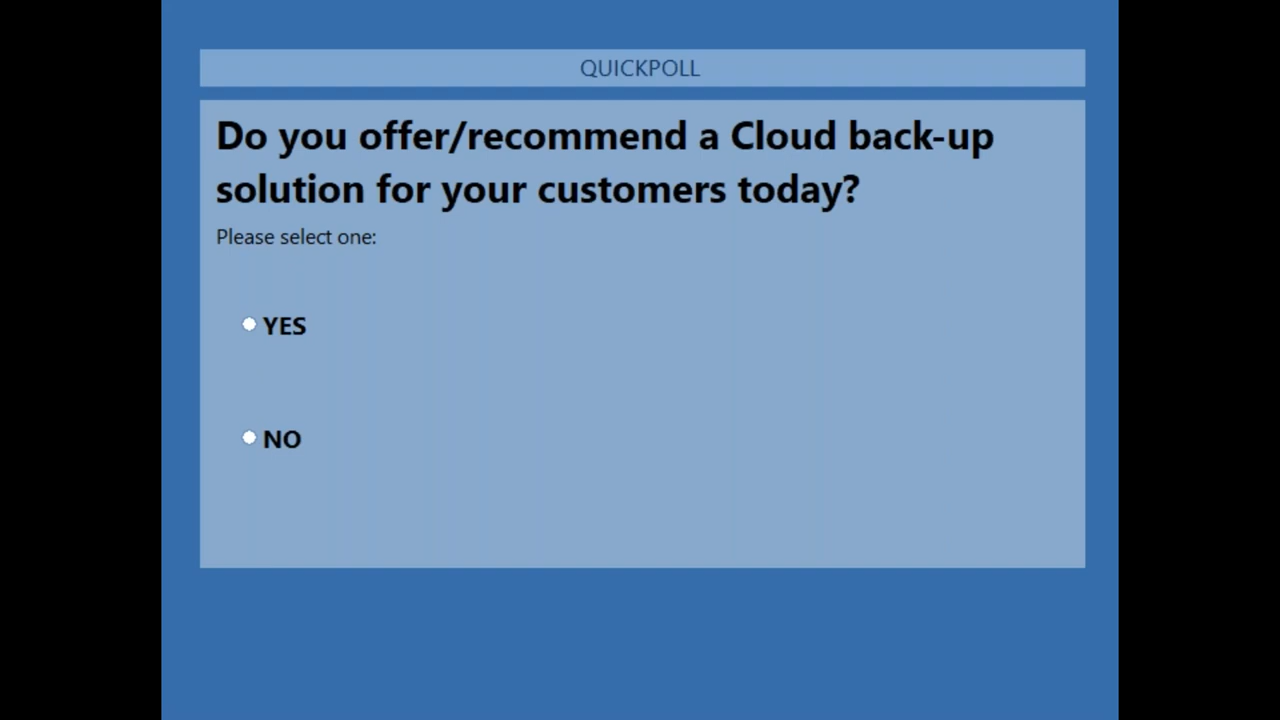 QUICKPOLL
Do you offer/recommend a Cloud back-up
solution for your customers today?
Please select one:
YES
NO